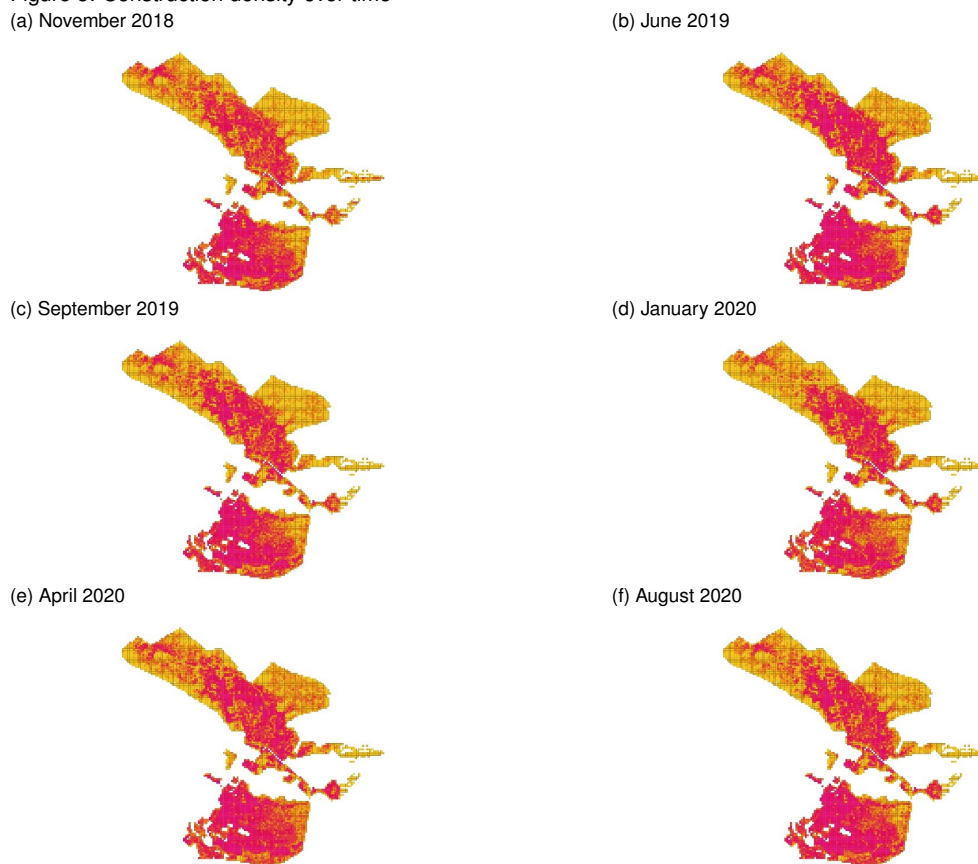 (a) November 2018
(b) June 2019
(c) September 2019
(d) January 2020
(e) April 2020
(f) August 2020